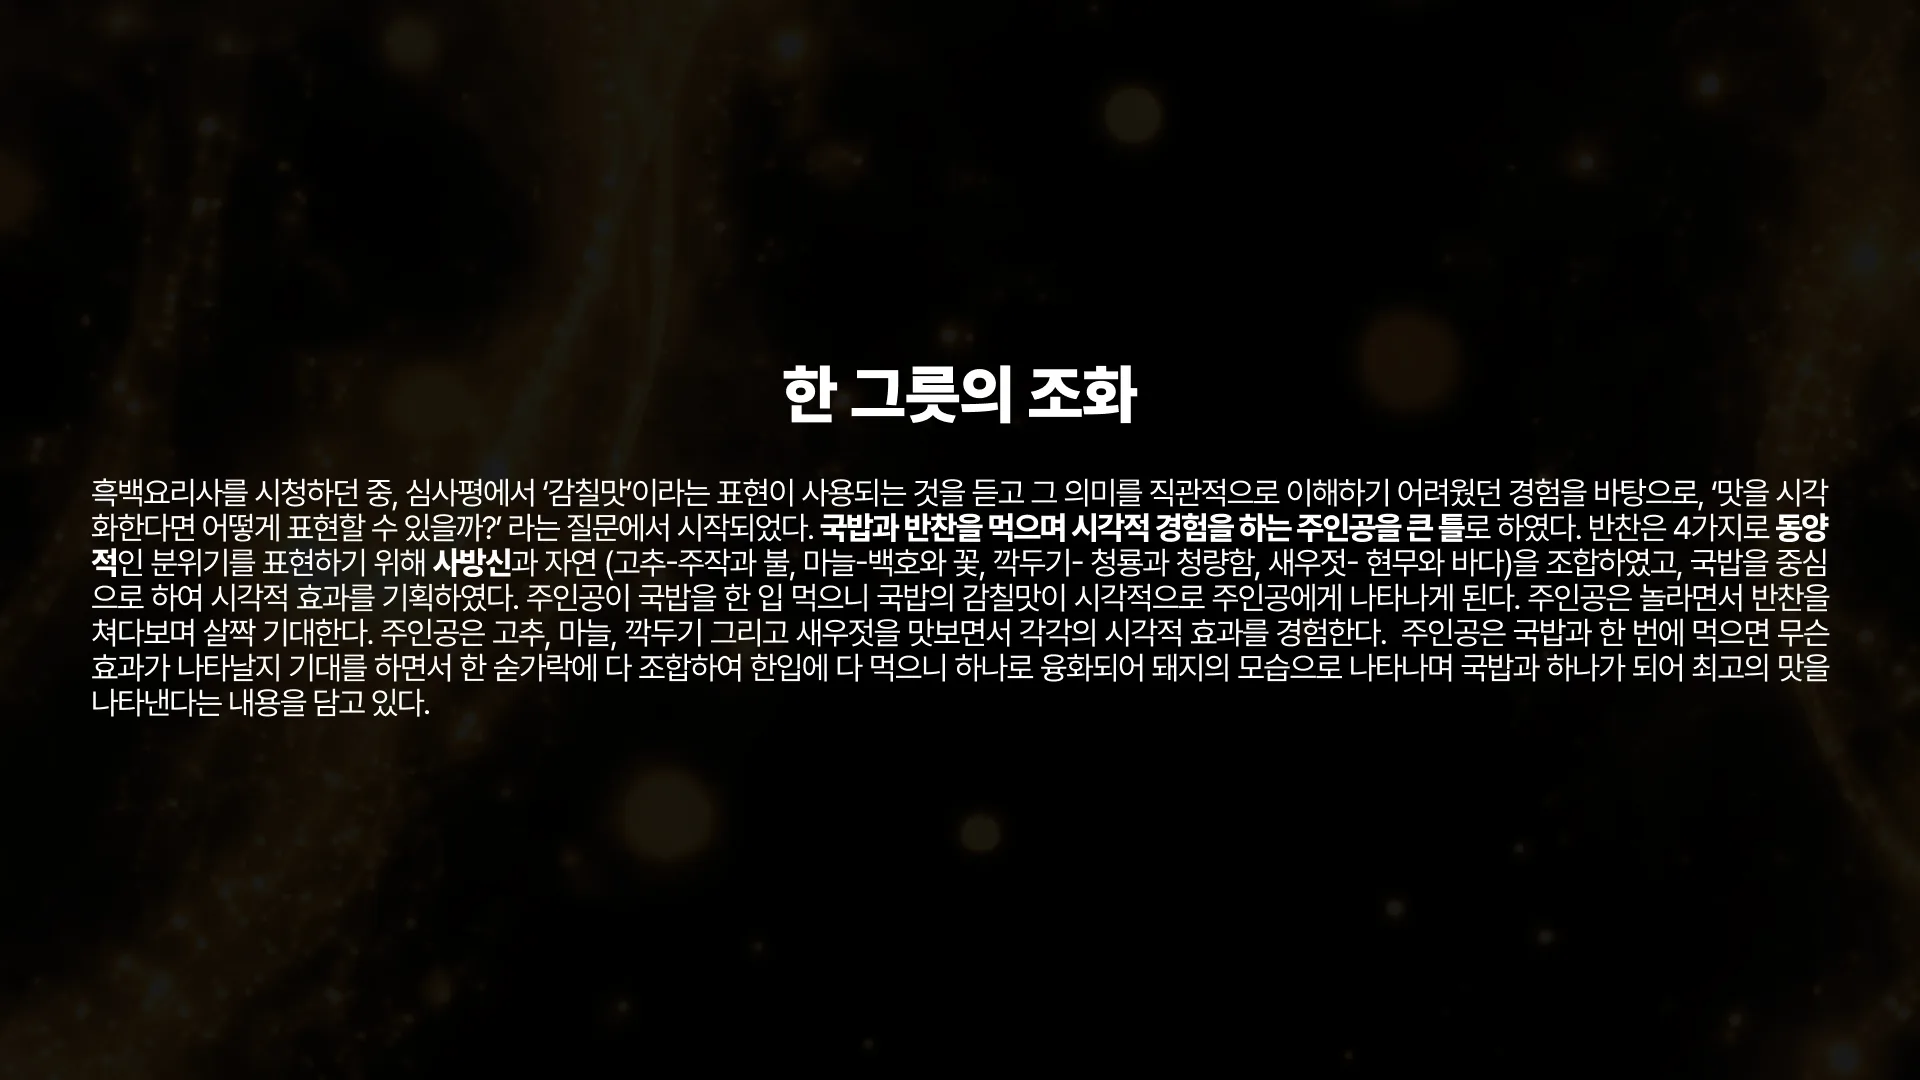 한 그릇의 조화
흑백요리사를 시청하던 중, 심사평에서 ‘감칠맛’이라는 표현이 사용되는 것을 듣고 그 의미를 직관적으로 이해하기 어려웠던 경험을 바탕으로, ‘맛을 시각
화한다면 어떻게 표현할 수 있을까?’ 라는 질문에서 시작되었다. 국밥과 반찬을 먹으며 시각적 경험을 하는 주인공을 큰 틀로 하였다. 반찬은 4가지로 동양
적인 분위기를 표현하기 위해 사방신과 자연 (고추-주작과 불, 마늘-백호와 꽃, 깍두기- 청룡과 청량함, 새우젓- 현무와 바다)을 조합하였고, 국밥을 중심
으로 하여 시각적 효과를 기획하였다. 주인공이 국밥을 한 입 먹으니 국밥의 감칠맛이 시각적으로 주인공에게 나타나게 된다. 주인공은 놀라면서 반찬을
쳐다보며 살짝 기대한다. 주인공은 고추, 마늘, 깍두기 그리고 새우젓을 맛보면서 각각의 시각적 효과를 경험한다.  주인공은 국밥과 한 번에 먹으면 무슨
효과가 나타날지 기대를 하면서 한 숟가락에 다 조합하여 한입에 다 먹으니 하나로 융화되어 돼지의 모습으로 나타나며 국밥과 하나가 되어 최고의 맛을
나타낸다는 내용을 담고 있다.